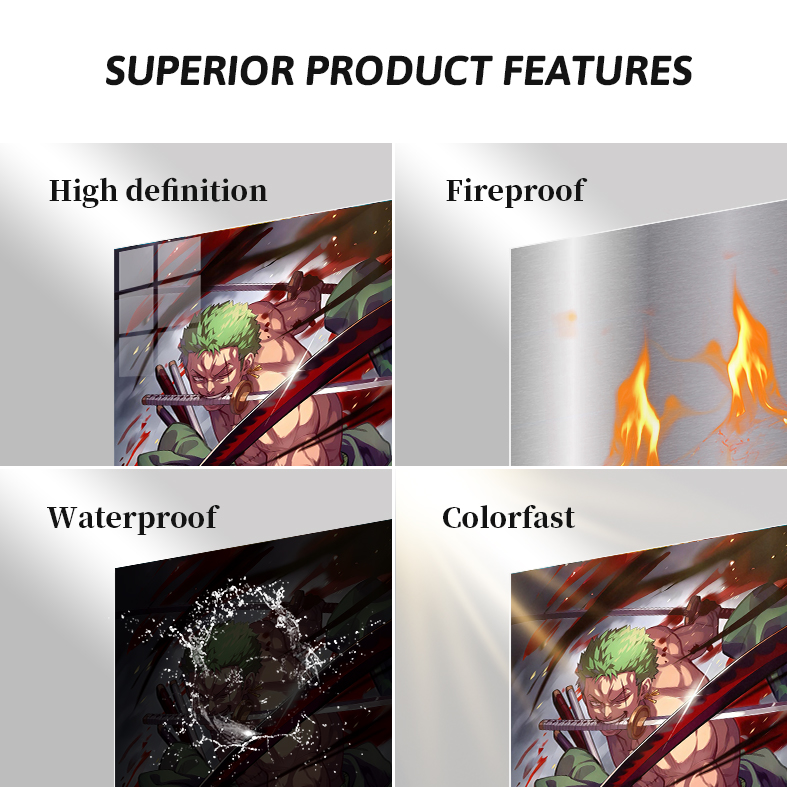 SUPERIOR PRODUCT FEATURES
High definition
Fireproof
Waterproof
Colorfast